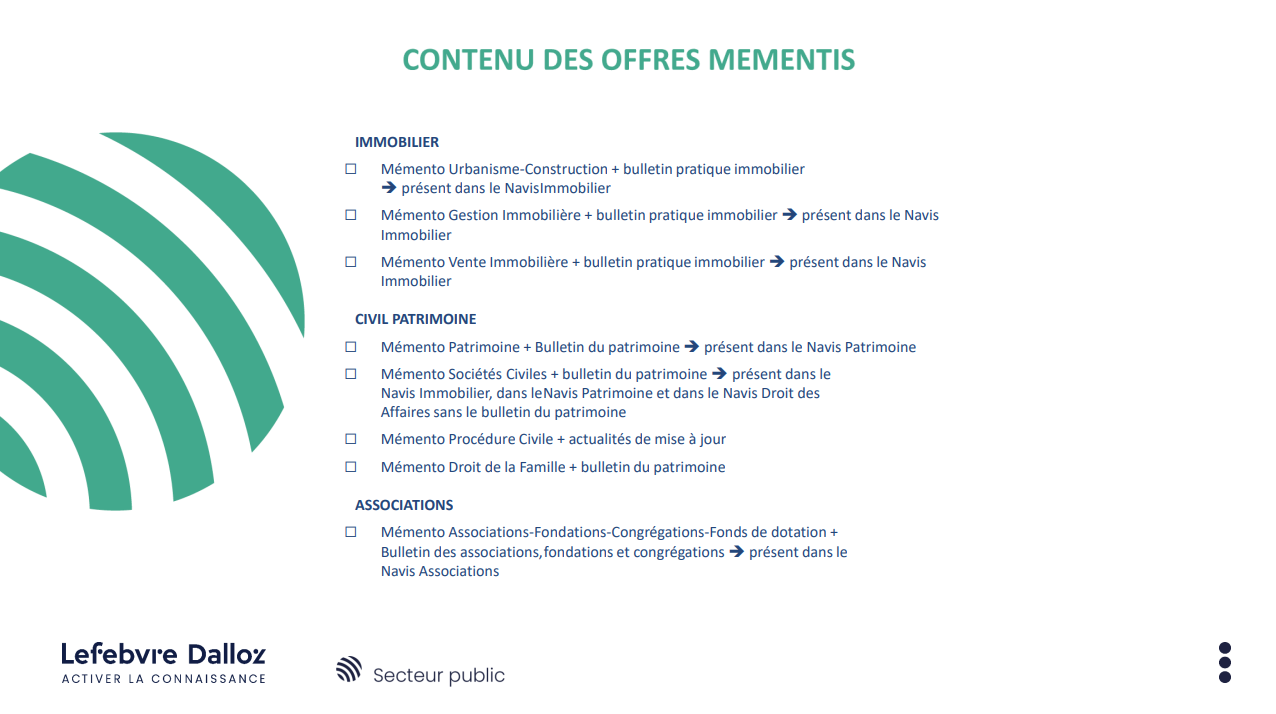 CONTENU DES OFFRES MEMENTIS
IMMOBILIER
☐ Mémento Urbanisme-Construction + bulletin pratique immobilier
➔ présent dans le NavisImmobilier
☐ Mémento Gestion Immobilière + bulletin pratique immobilier ➔ présent dans le Navis
Immobilier
☐ Mémento Vente Immobilière + bulletin pratique immobilier ➔ présent dans le Navis
Immobilier
CIVIL PATRIMOINE
☐ Mémento Patrimoine + Bulletin du patrimoine ➔ présent dans le Navis Patrimoine
☐ Mémento Sociétés Civiles + bulletin du patrimoine ➔ présent dans le
Navis Immobilier, dans leNavis Patrimoine et dans le Navis Droit des
Affaires sans le bulletin du patrimoine
☐ Mémento Procédure Civile + actualités de mise à jour
☐ Mémento Droit de la Famille + bulletin du patrimoine
ASSOCIATIONS
☐ Mémento Associations-Fondations-Congrégations-Fonds de dotation +
Bulletin des associations,fondations et congrégations ➔ présent dans le
Navis Associations
Lefebvre Dalloz
ACTIVER LA CONNAISSANCE
Secteur public